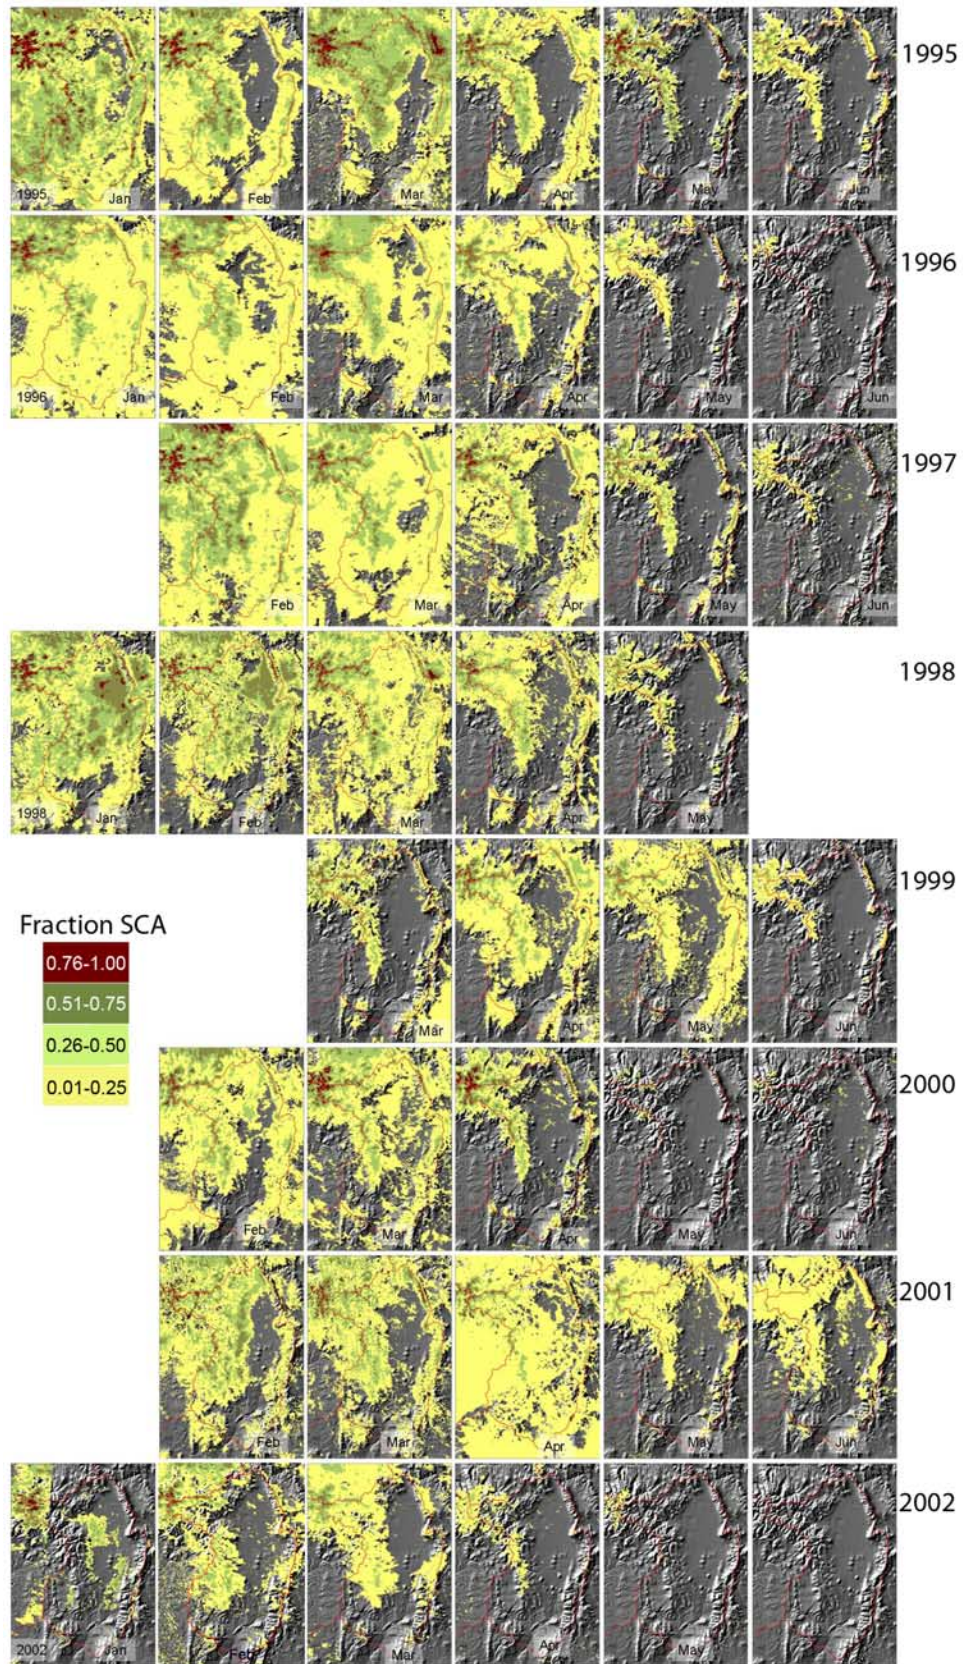 1995
1995 Jan Feb Mar Apr May Jun
1996
1996 Jan Feb Mar Apr May Jun
1997
Feb Mar Apr May Jun
1998
1998 Jan Feb Mar Apr May
1999
Mar Apr May Jun
Fraction SCA
0.76-1.00
0.51-0.75
0.26-0.50
0.01-0.25
2000
Feb Mar Apr May Jun
2001
Feb Mar Apr May Jun
2002
2002 Jan Feb Mar Apr May Jun